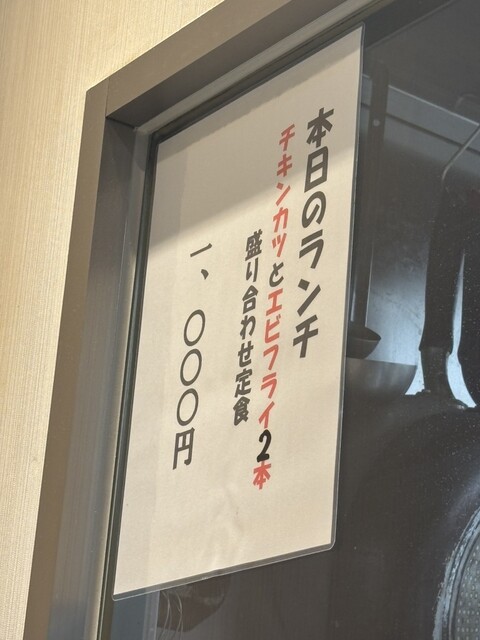 本日のランチ
チキンカツとエビフライ2本
盛り合わせ定食
一、〇〇〇円